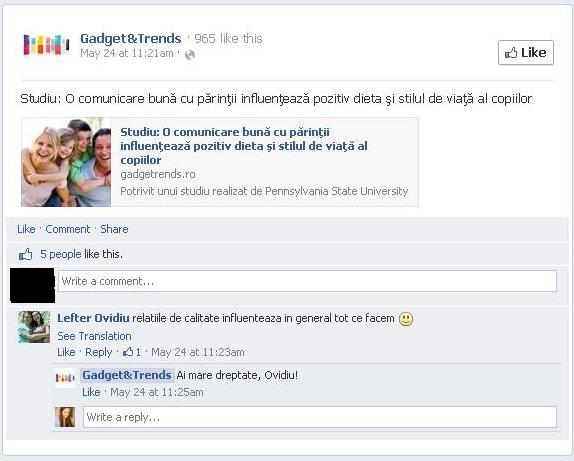 Gadget&Trends · 965 like this
May 24 at 11:21am ·
Like
Studiu: O comunicare bună cu părinţii influenţează pozitiv dieta şi stilul de viaţă al copiilor
Studiu: O comunicare bună cu părinţii
influenţează pozitiv dieta şi stilul de viaţă al
copiilor
gadgetrends.ro
Potrivit unui studiu realizat de Pennsylvania State University
Like · Comment · Share
5 people like this.
Write a comment...
Lefter Ovidiu relatiile de calitate influenteaza in general tot ce facem
See Translation
Like · Reply · 1 · May 24 at 11:23am
Gadget&Trends Ai mare dreptate, Ovidiu!
Like · May 24 at 11:25am
Write a reply...